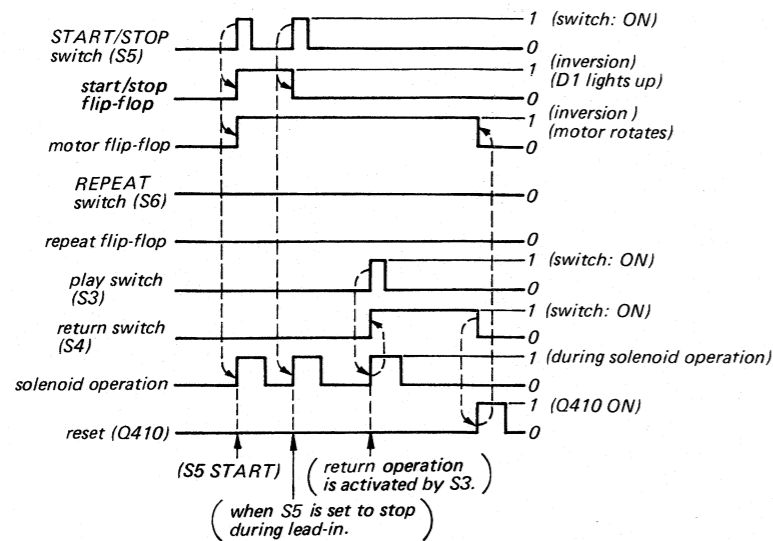 START/STOP
switch (S5)
1 (switch: ON)
0
start/stop
flip-flop
1 (inversion)
(D1 lights up)
0
motor flip-flop
1 (inversion)
(motor rotates)
0
REPEAT
switch (S6)
0
repeat flip-flop
0
play switch
(S3)
1 (switch: ON)
0
return switch
(S4)
1 (switch: ON)
0
solenoid operation
1 (during solenoid operation)
0
reset (Q410)
1 (Q410 ON)
0
(S5 START)
(return operation
is activated by S3.)
(when S5 is set to stop
during lead-in.)